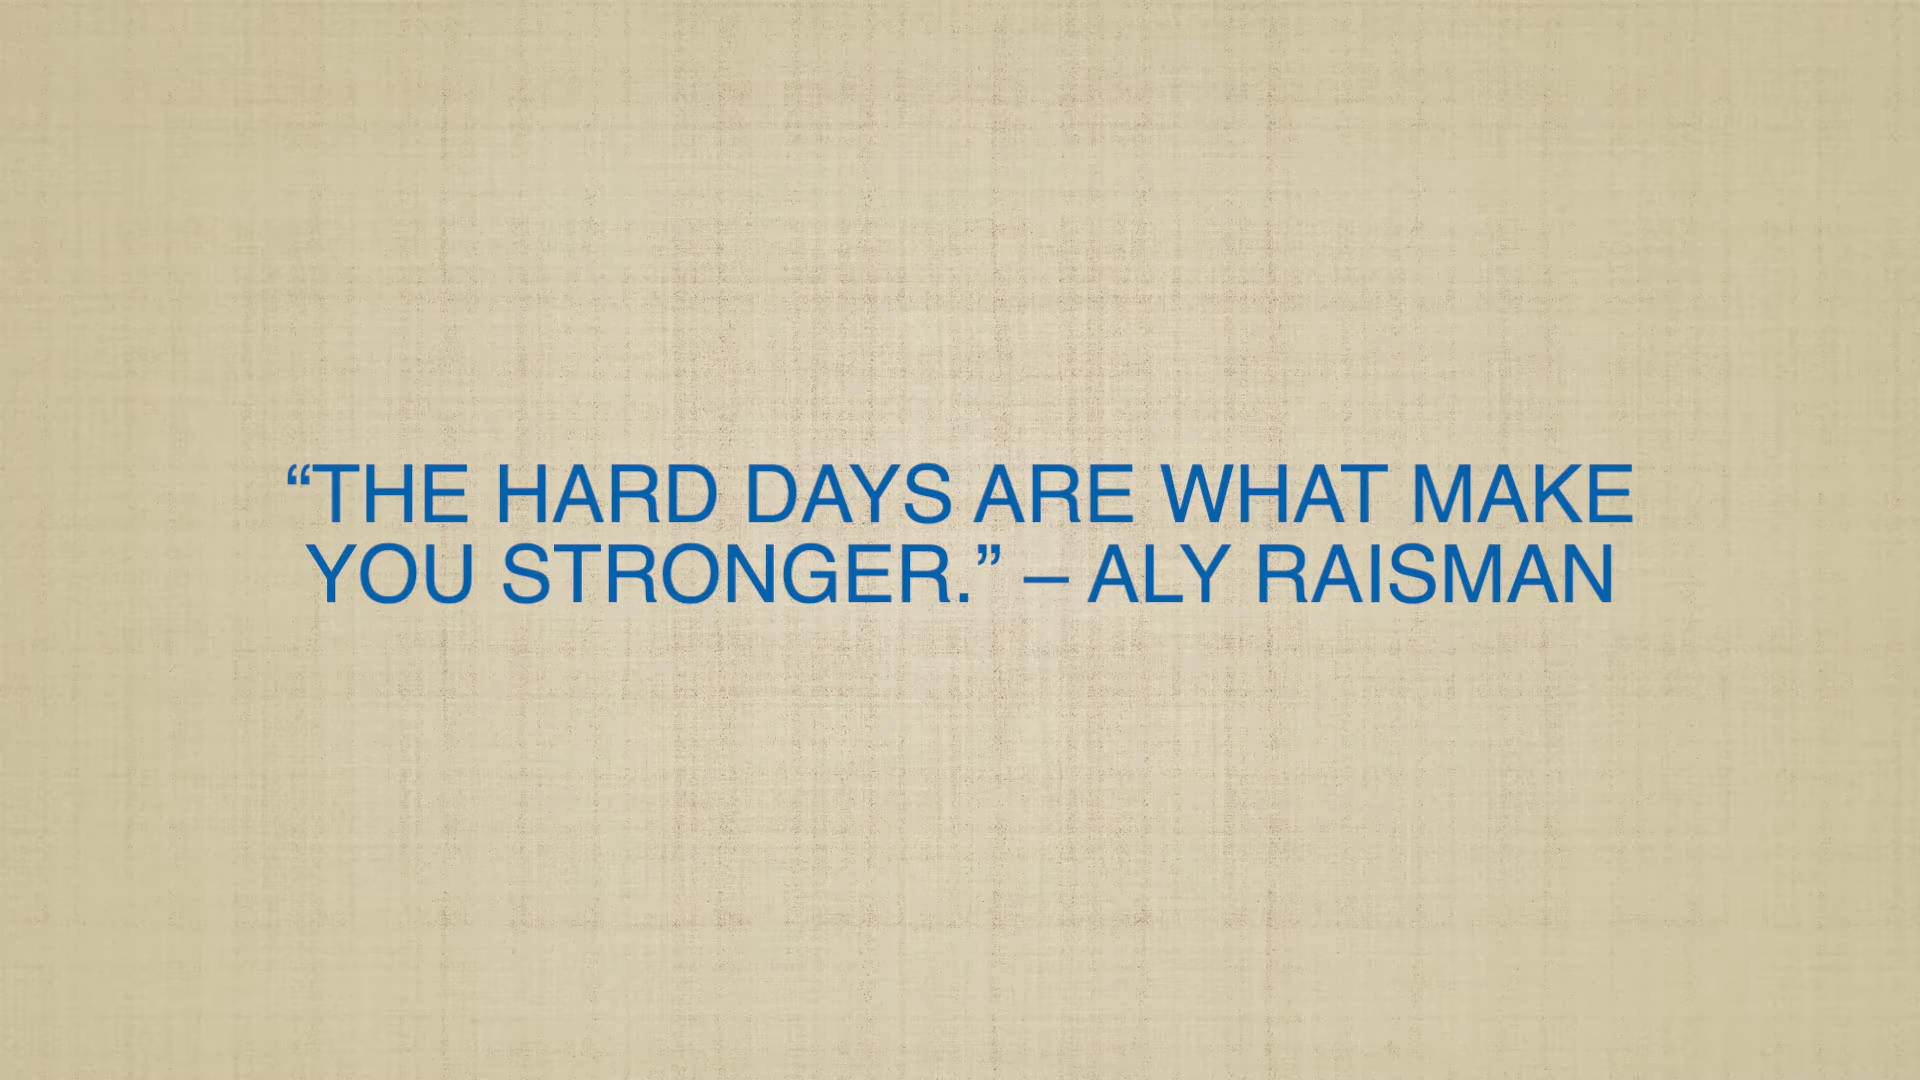 “THE HARD DAYS ARE WHAT MAKE
YOU STRONGER.” – ALY RAISMAN